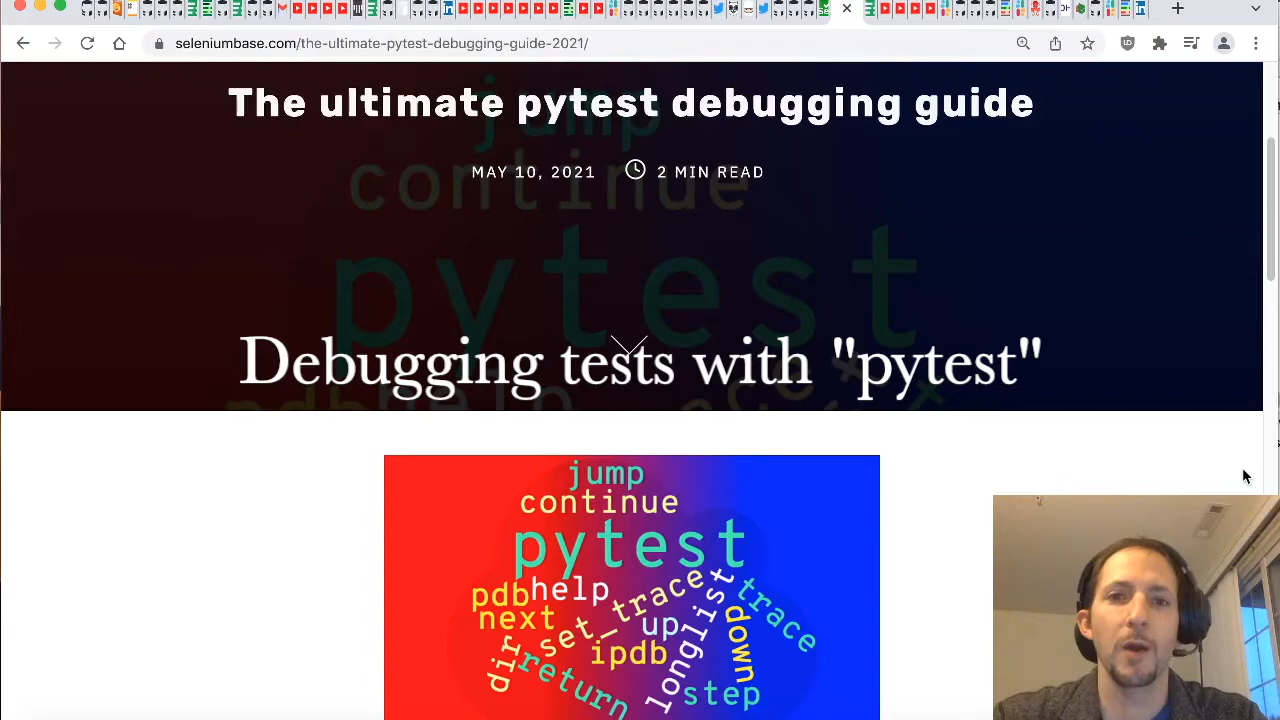 seleniumbase.com/the-ultimate-pytest-debugging-guide-2021/
The ultimate pytest debugging guide
MAY 10, 2021 2 MIN READ
continue
pytest
Debugging tests with "pytest"
jump
continue
pytest
pdb help
next set_trace trace
up longlist down
dir ipdb
return step